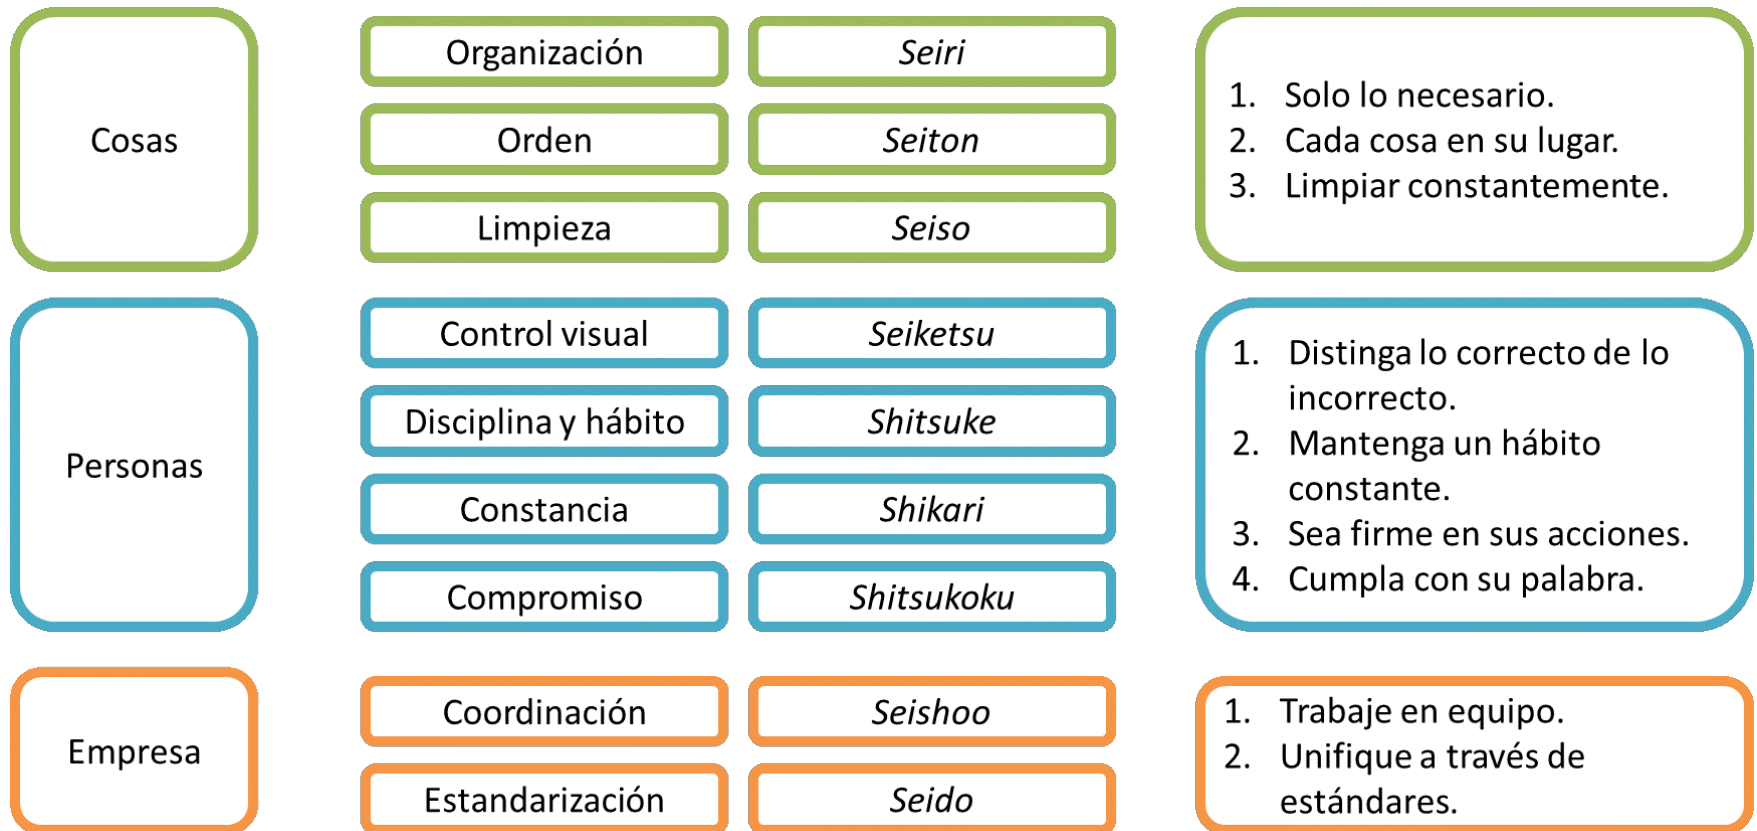 Cosas
Organización
Seiri
Orden
Seiton
Limpieza
Seiso
1. Solo lo necesario.
2. Cada cosa en su lugar.
3. Limpiar constantemente.
Personas
Control visual
Seiketsu
Disciplina y hábito
Shitsuke
Constancia
Shikari
Compromiso
Shitsukoku
1. Distinga lo correcto de lo
incorrecto.
2. Mantenga un hábito
constante.
3. Sea firme en sus acciones.
4. Cumpla con su palabra.
Empresa
Coordinación
Seishoo
Estandarización
Seido
1. Trabaje en equipo.
2. Unifique a través de
estándares.